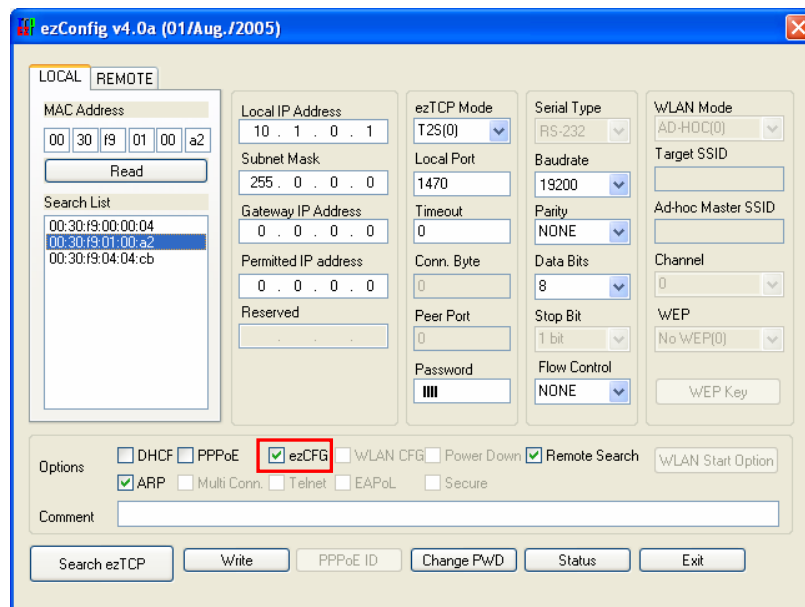 ezConfig v4.0a (01/Aug./2005)
LOCAL REMOTE
MAC Address
00 30 f9 01 00 a2
Read
Search List
00:30:f9:00:00:04
00:30:f9:01:00:a2
00:30:f9:04:04:cb
Local IP Address
10 . 1 . 0 . 1
Subnet Mask
255 . 0 . 0 . 0
Gateway IP Address
0 . 0 . 0 . 0
Permitted IP address
0 . 0 . 0 . 0
Reserved
. . .
ezTCP Mode
T2S(0)
Local Port
1470
Timeout
0
Conn. Byte
0
Peer Port
0
Password
Serial Type
RS-232
Baudrate
19200
Parity
NONE
Data Bits
8
Stop Bit
1 bit
Flow Control
NONE
WLAN Mode
AD-HOC(0)
Target SSID
Ad-hoc Master SSID
Channel
0
WEP
No WEP(0)
WEP Key
Options
DHCP PPPoE ezCFG WLAN CFG Power Down Remote Search
ARP Multi Conn. Telnet EAPoL Secure
WLAN Start Option
Comment
Search ezTCP Write PPPoE ID Change PWD Status Exit